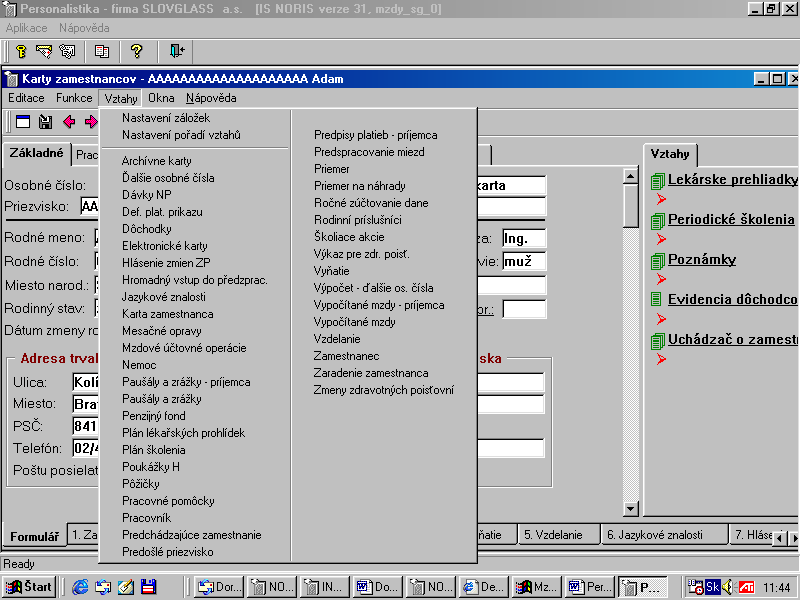 Personalistika - firma SLOVGLASS a.s. [IS NORIS verze 31, mzdy_sg_0]
Aplikace Nápověda
Karty zamestnancov - AAAAAAAAAAAAAAAAAAAA Adam
Editace Funkce Vztahy Okna Nápověda
Nastavení záložek
Nastavení pořadí vztahů
Archívne karty
Ďalšie osobné čísla
Dávky NP
Def. plat. prikazu
Dôchodky
Elektronické karty
Hlásenie zmien ZP
Hromadný vstup do předzprac.
Jazykové znalosti
Karta zamestnanca
Mesačné opravy
Mzdové účtovné operácie
Nemoc
Paušály a zrážky - príjemca
Paušály a zrážky
Penzijný fond
Plán lékařských prohlídek
Plán školenia
Poukážky H
Pôžičky
Pracovné pomôcky
Pracovník
Predchádzajúce zamestnanie
Predošlé priezvisko
Predpisy platieb - príjemca
Predspracovanie miezd
Priemer
Priemer na náhrady
Ročné zúčtovanie dane
Rodinní príslušníci
Školiace akcie
Výkaz pre zdr. poisť.
Vyňatie
Výpočet - ďalšie os. čísla
Vypočítané mzdy - príjemca
Vypočítané mzdy
Vzdelanie
Zamestnanec
Zaradenie zamestnanca
Zmeny zdravotných poisťovní
Základné Prac
Osobné číslo: karta
Priezvisko: AA
Rodné meno: za: Ing.
Rodné číslo: vie: muž
Miesto narod.:
Rodinný stav: or.:
Dátum zmeny ro
Adresa trval ska
Ulica: Kolí
Miesto: Bra
PSČ: 841
Telefón: 02/4
Poštu posielat
Vztahy
Lekárske prehliadky
Periodické školenia
Poznámky
Evidencia dôchodco
Uchádzač o zamest
Formulář 1. Za ňatie 5. Vzdelanie 6. Jazykové znalosti 7. Hláse
Ready
Štart Dor... NO... IN... Do... NO... De... Mz... Per... P... Sk 11:44